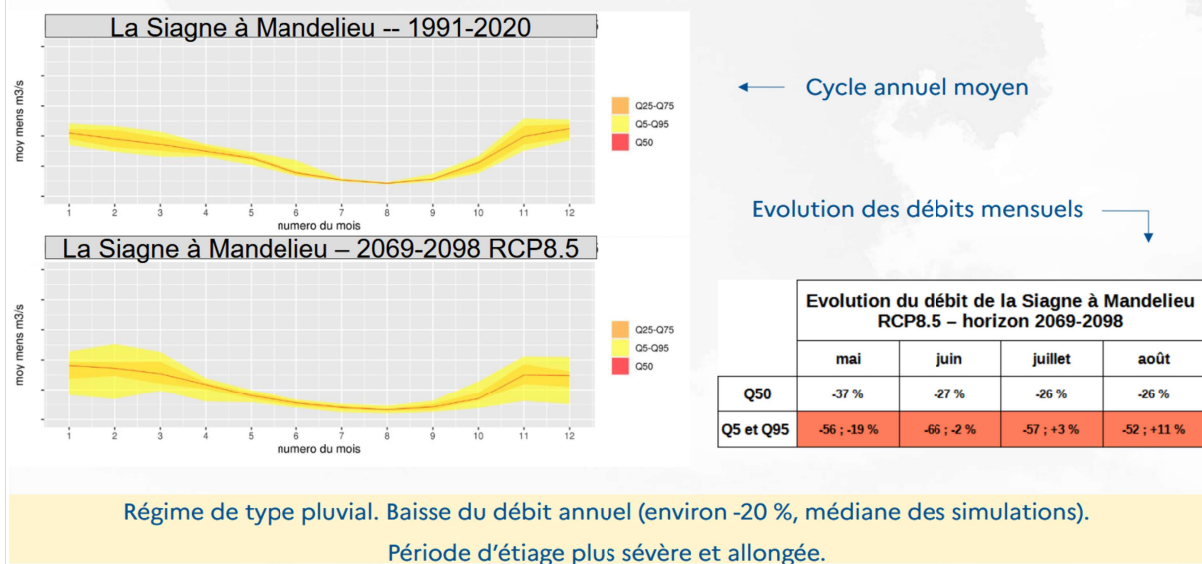 La Siagne à Mandelieu -- 1991-2020
moy mens m3/s
Q25-Q75
Q5-Q95
Q50
1 2 3 4 5 6 7 8 9 10 11 12
numero du mois
Cycle annuel moyen
La Siagne à Mandelieu – 2069-2098 RCP8.5
moy mens m3/s
Q25-Q75
Q5-Q95
Q50
1 2 3 4 5 6 7 8 9 10 11 12
numero du mois
Evolution des débits mensuels
Evolution du débit de la Siagne à Mandelieu
RCP8.5 – horizon 2069-2098
mai juin juillet août
Q50 -37 % -27 % -26 % -26 %
Q5 et Q95 -56 ; -19 % -66 ; -2 % -57 ; +3 % -52 ; +11 %
Régime de type pluvial. Baisse du débit annuel (environ -20 %, médiane des simulations).
Période d’étiage plus sévère et allongée.